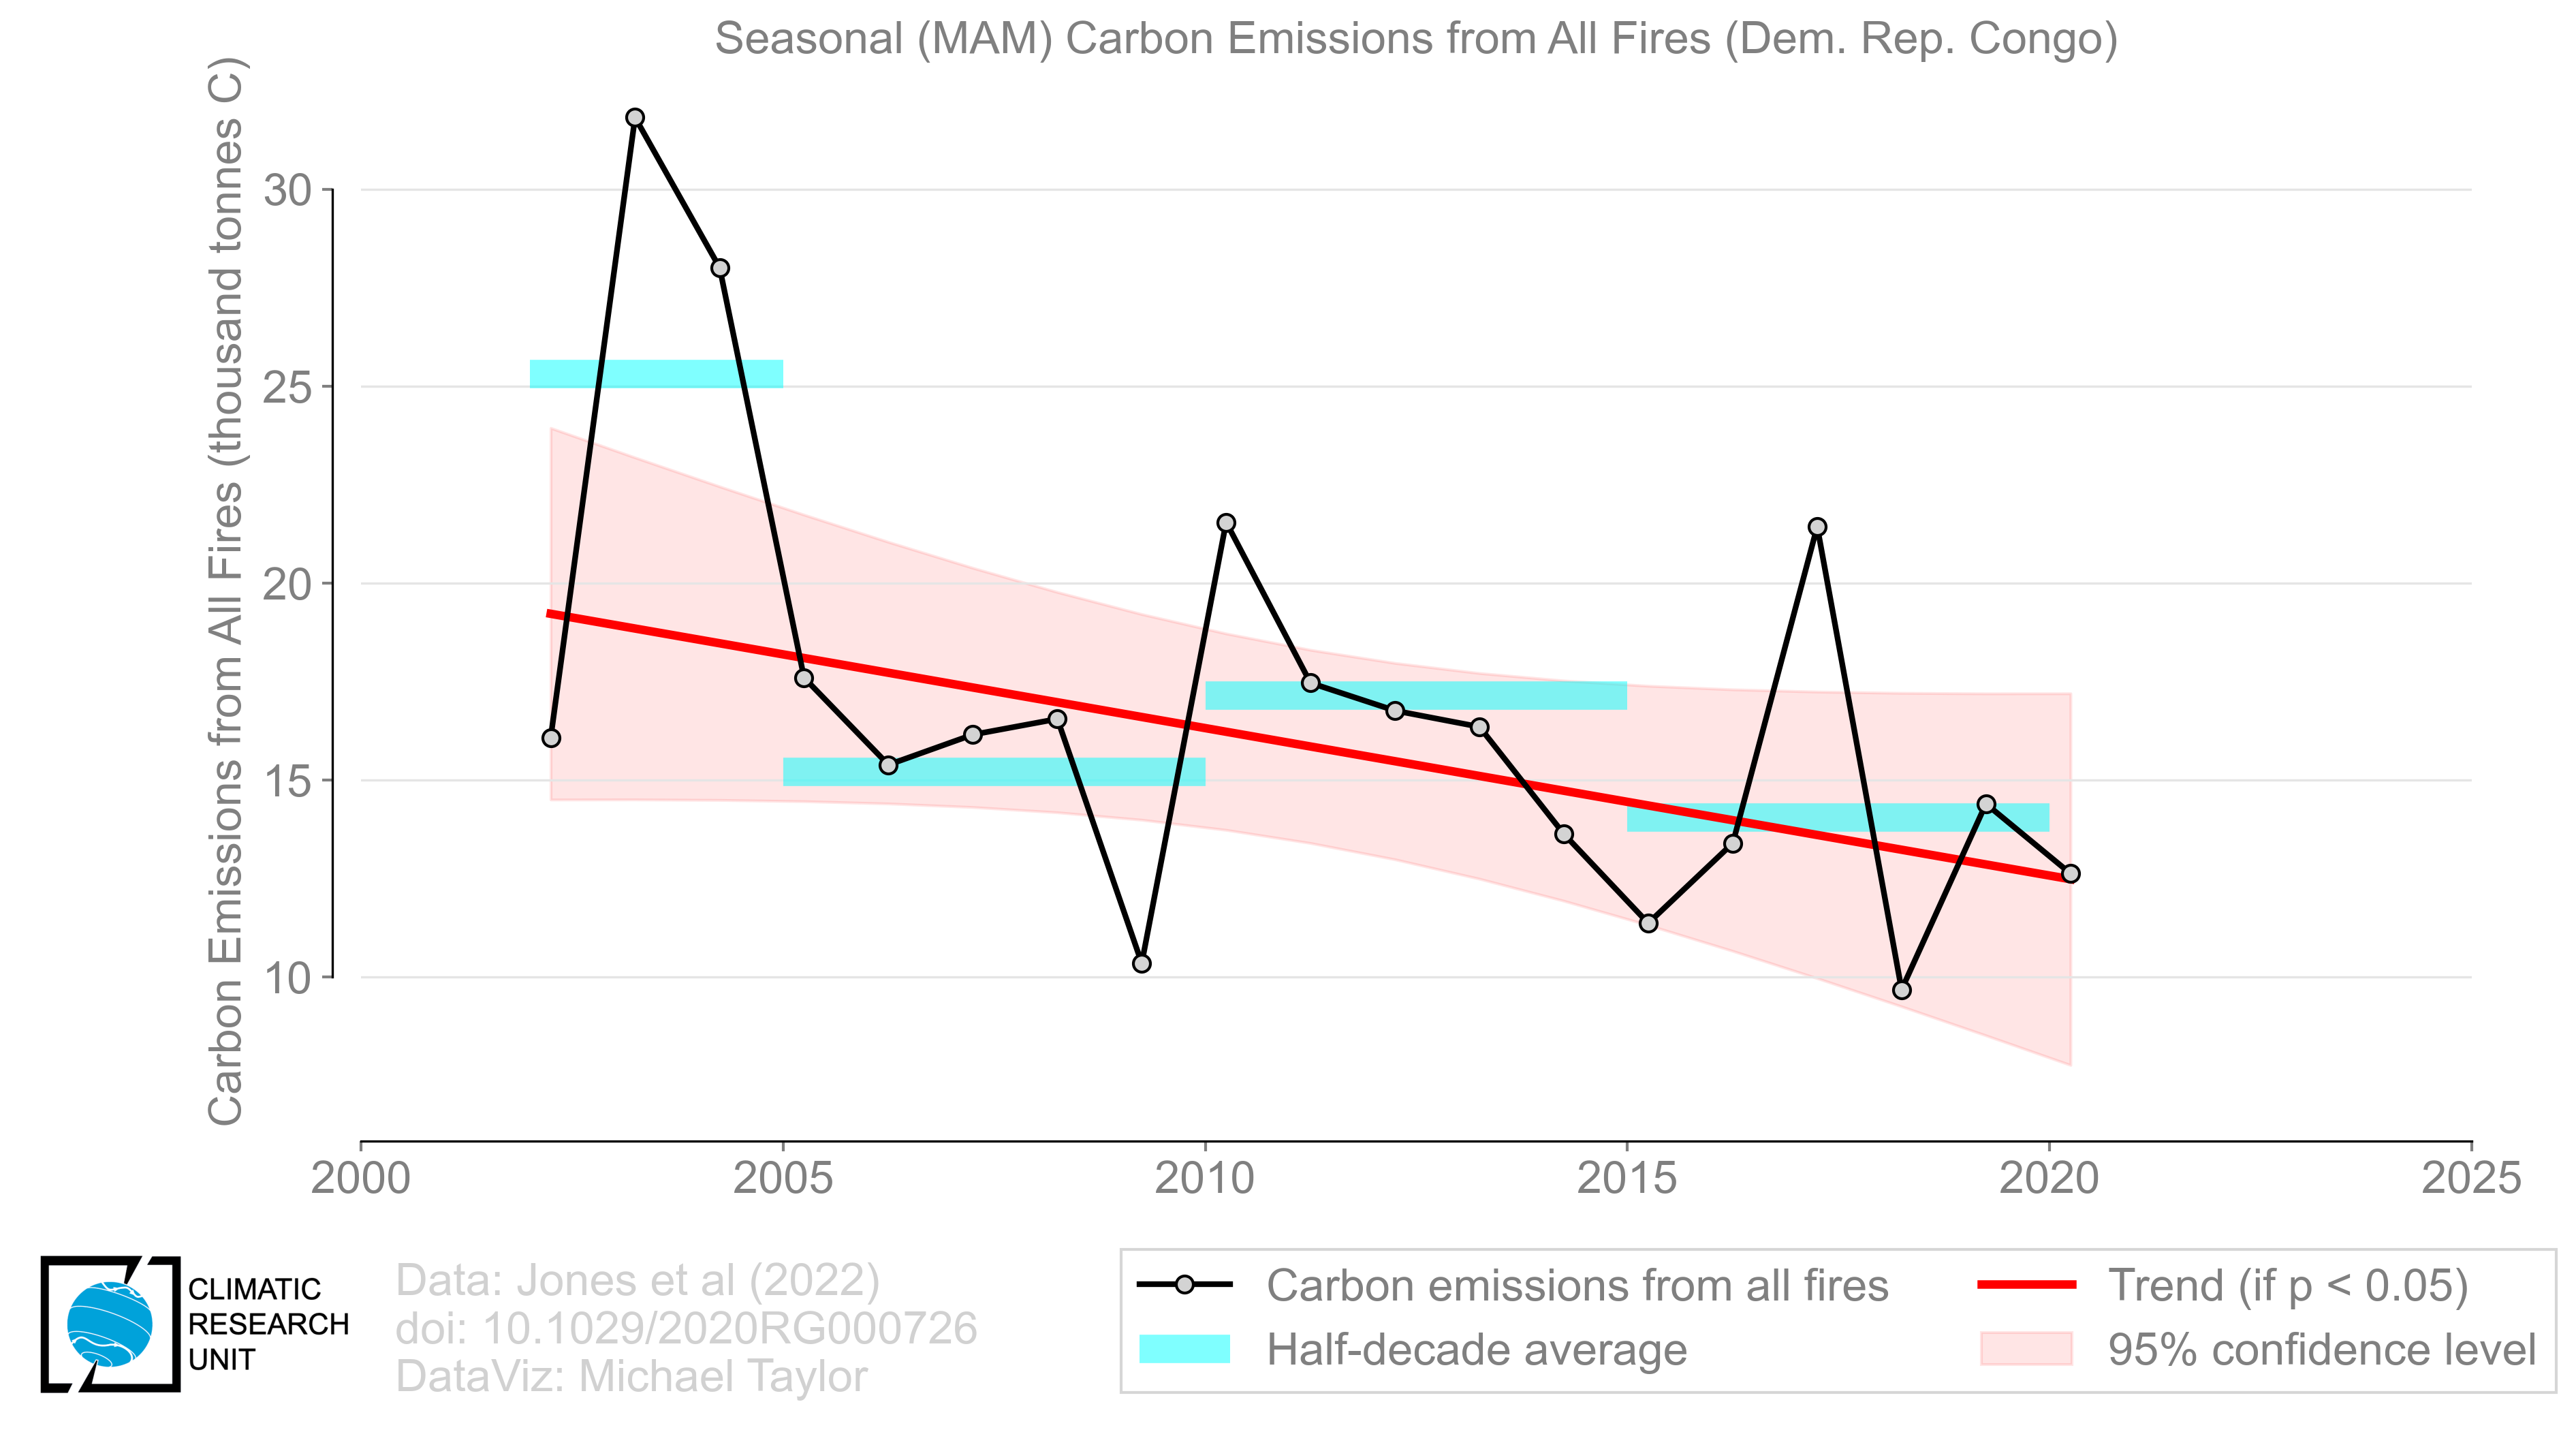 Seasonal (MAM) Carbon Emissions from All Fires (Dem. Rep. Congo)
Carbon Emissions from All Fires (thousand tonnes C)
30
25
20
15
10
2000 2005 2010 2015 2020 2025
CLIMATIC
RESEARCH
UNIT
Data: Jones et al (2022)
doi: 10.1029/2020RG000726
DataViz: Michael Taylor
Carbon emissions from all fires
Half-decade average
Trend (if p < 0.05)
95% confidence level